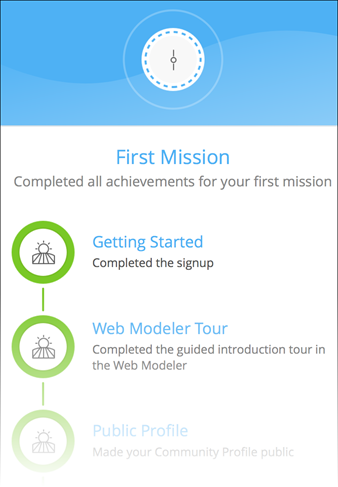 First Mission
Completed all achievements for your first mission
Getting Started
Completed the signup
Web Modeler Tour
Completed the guided introduction tour in
the Web Modeler
Public Profile
Made your Community Profile public